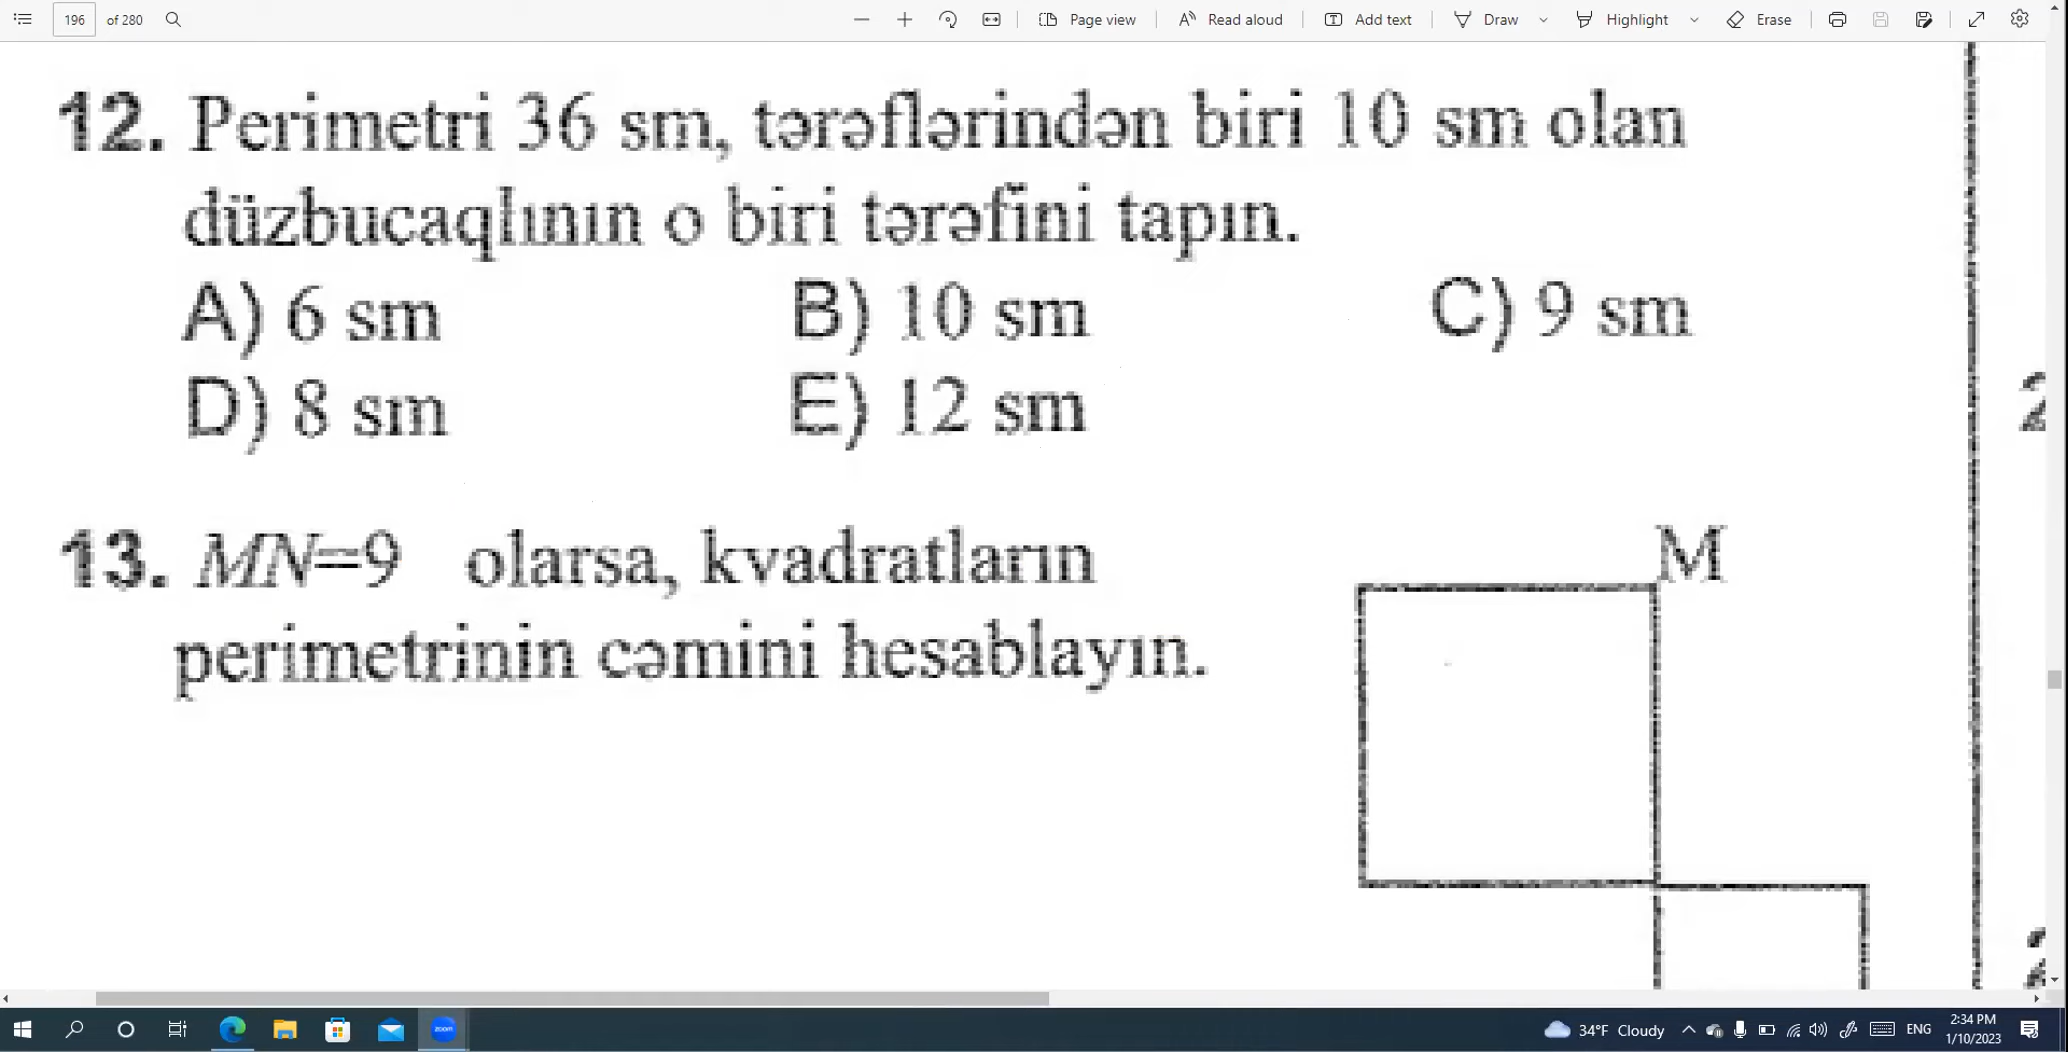 196 of 280 Page view Read aloud Add text Draw Highlight Erase
12. Perimetri 36 sm, tərəflərindən biri 10 sm olan
düzbucaqlının o biri tərəfini tapın.
A) 6 sm B) 10 sm C) 9 sm
D) 8 sm E) 12 sm
13. MN=9 olarsa, kvadratların
perimetrinin cəmini hesablayın.
M
zoom 34°F Cloudy ENG 2:34 PM
1/10/2023